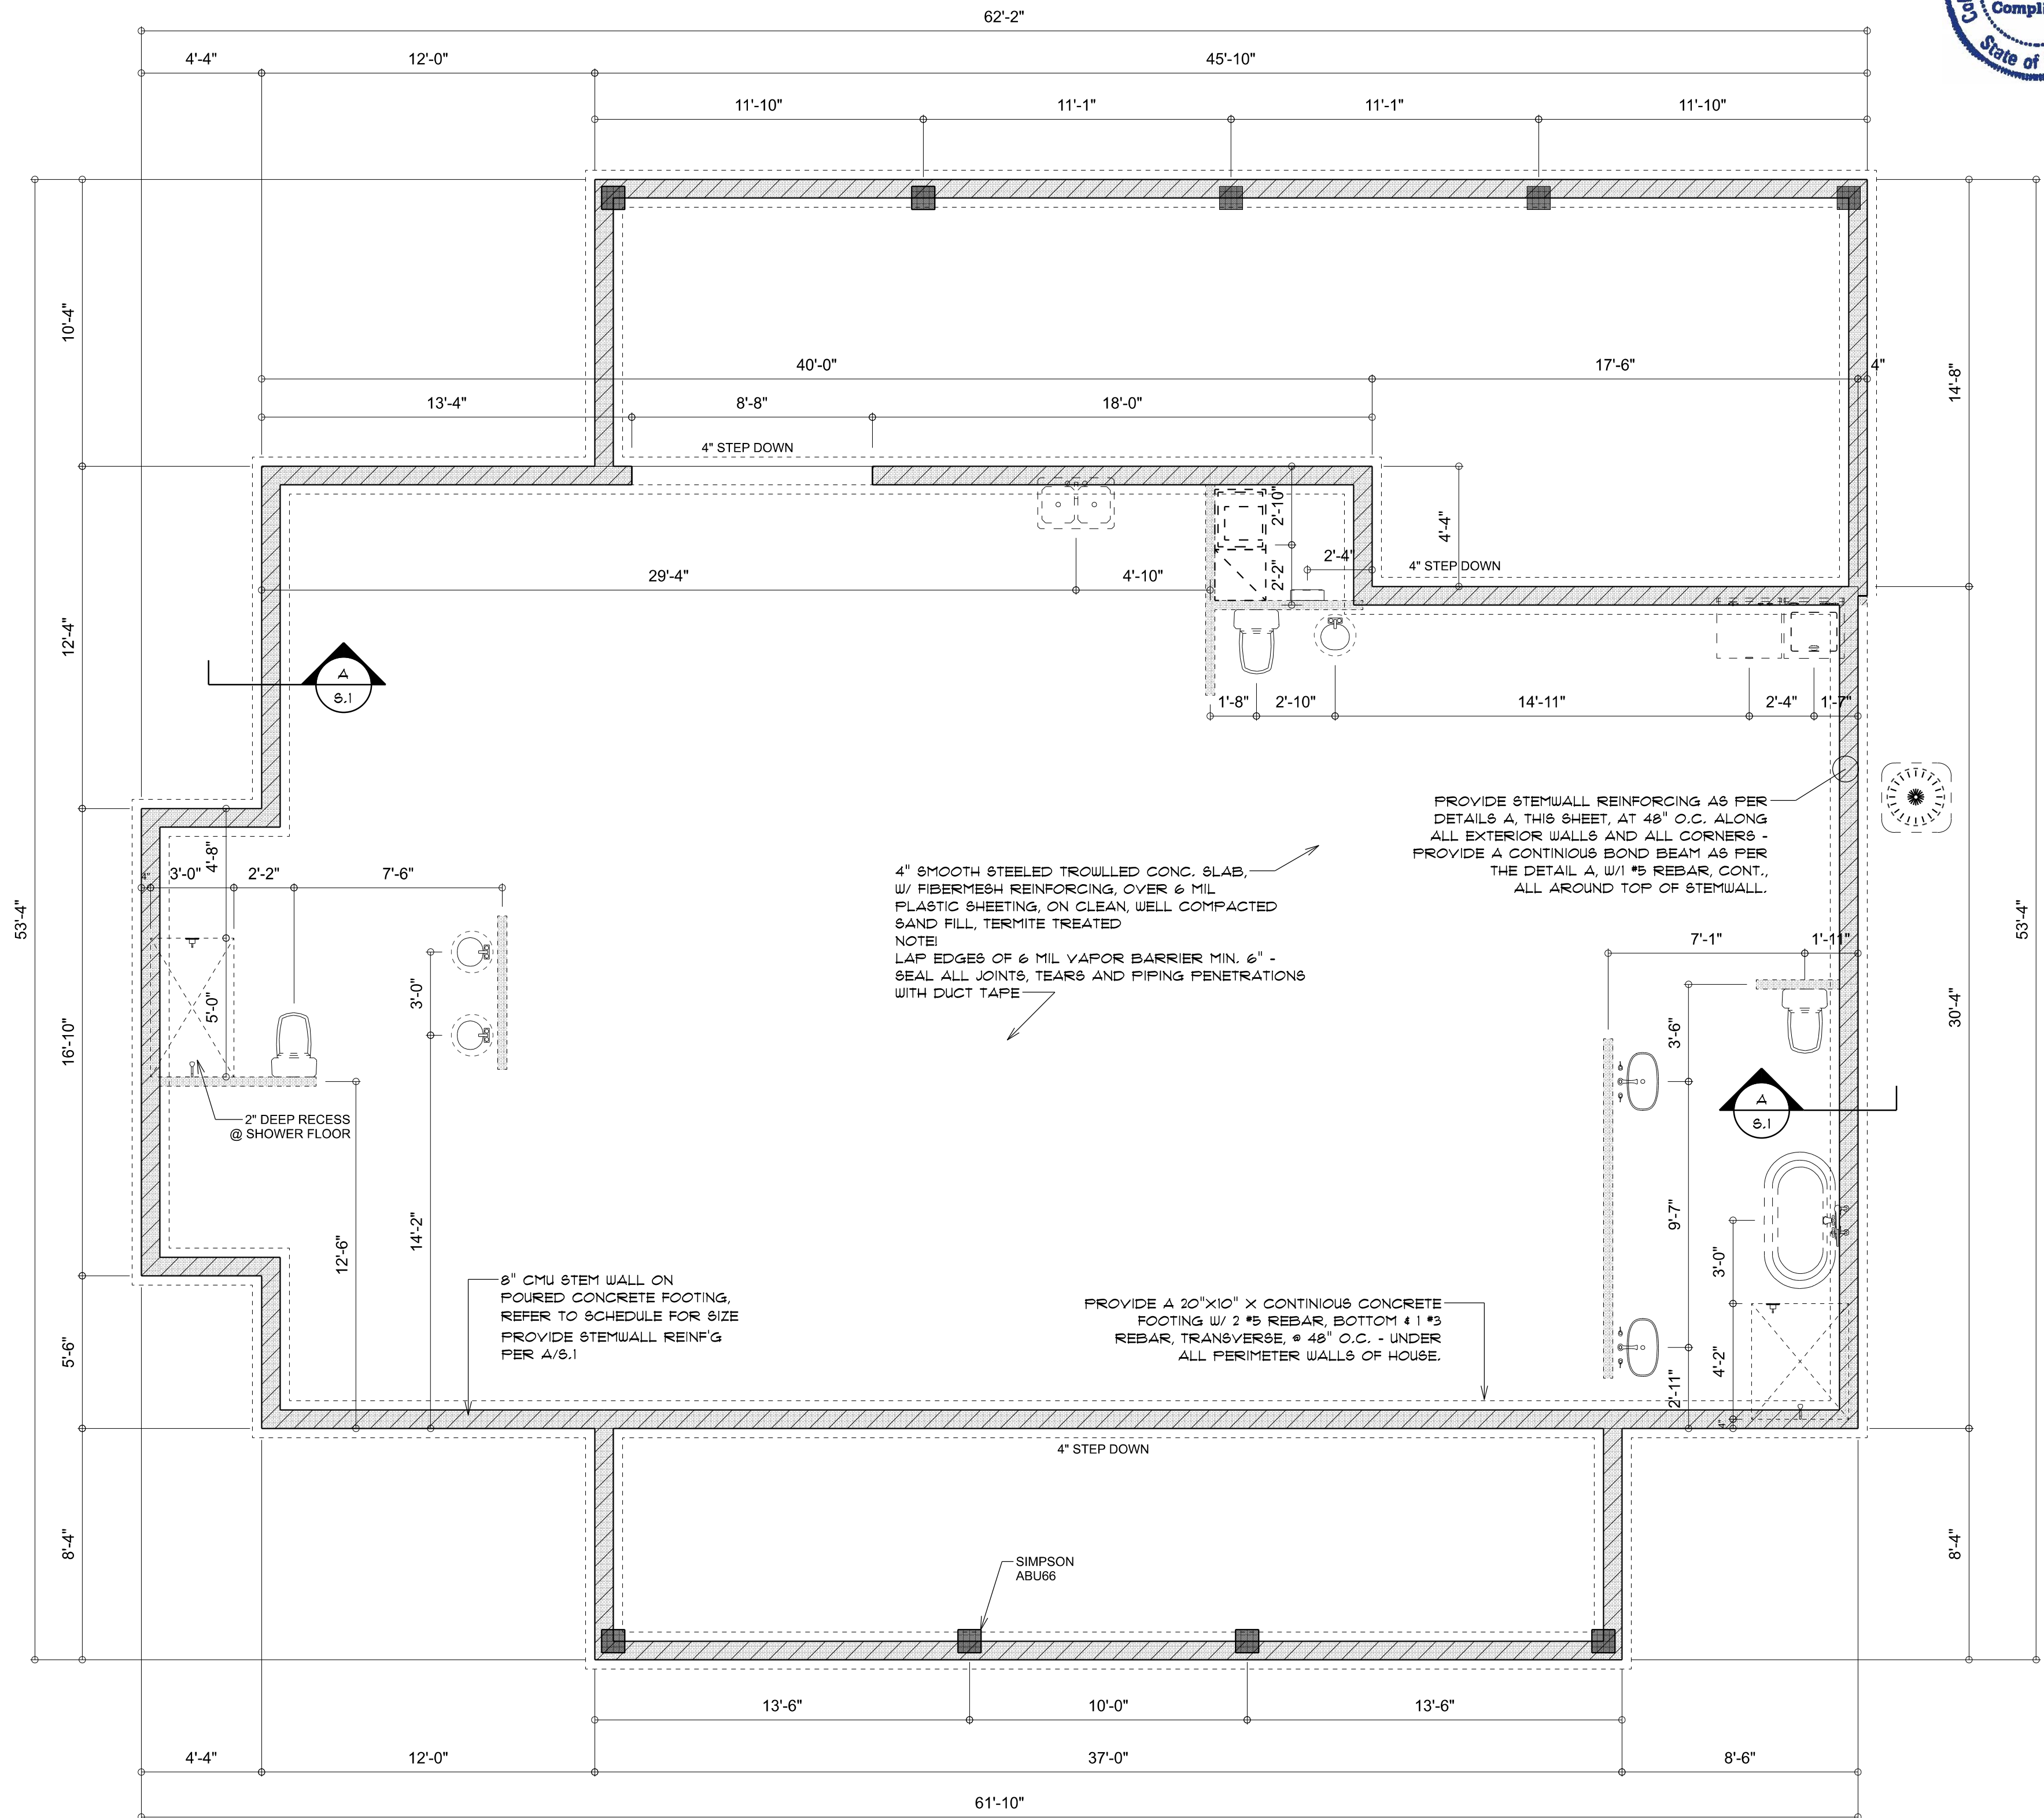 62'-2"
4'-4"
12'-0"
45'-10"
11'-10"
11'-1"
11'-1"
11'-10"
Compli
State of
10'-4"
14'-8"
40'-0"
17'-6"
4"
13'-4"
8'-8"
18'-0"
4" STEP DOWN
2'-10"
4'-4"
2'-4"
4" STEP DOWN
2'-2"
29'-4"
4'-10"
12'-4"
A
S.1
1'-8"
2'-10"
14'-11"
2'-4"
1'-7"
PROVIDE STEMWALL REINFORCING AS PER
DETAILS A, THIS SHEET, AT 48" O.C. ALONG
ALL EXTERIOR WALLS AND ALL CORNERS -
PROVIDE A CONTINIOUS BOND BEAM AS PER
THE DETAIL A, W/1 #5 REBAR, CONT.,
ALL AROUND TOP OF STEMWALL.
4" SMOOTH STEELED TROWLLED CONC. SLAB,
W/ FIBERMESH REINFORCING, OVER 6 MIL
PLASTIC SHEETING, ON CLEAN, WELL COMPACTED
SAND FILL, TERMITE TREATED
NOTE!
LAP EDGES OF 6 MIL VAPOR BARRIER MIN. 6" -
SEAL ALL JOINTS, TEARS AND PIPING PENETRATIONS
WITH DUCT TAPE
4'-8"
4"
3'-0"
2'-2"
7'-6"
53'-4"
53'-4"
7'-1"
1'-11"
3'-0"
5'-0"
3'-6"
30'-4"
16'-10"
A
S.1
2" DEEP RECESS
@ SHOWER FLOOR
12'-6"
14'-2"
9'-7"
3'-0"
8" CMU STEM WALL ON
POURED CONCRETE FOOTING,
REFER TO SCHEDULE FOR SIZE
PROVIDE STEMWALL REINF'G
PER A/S.1
PROVIDE A 20"X10" X CONTINIOUS CONCRETE
FOOTING W/ 2 #5 REBAR, BOTTOM & 1 #3
REBAR, TRANSVERSE, @ 48" O.C. - UNDER
ALL PERIMETER WALLS OF HOUSE.
5'-6"
4'-2"
2'-11"
4"
4" STEP DOWN
8'-4"
8'-4"
SIMPSON
ABU66
13'-6"
10'-0"
13'-6"
4'-4"
12'-0"
37'-0"
8'-6"
61'-10"